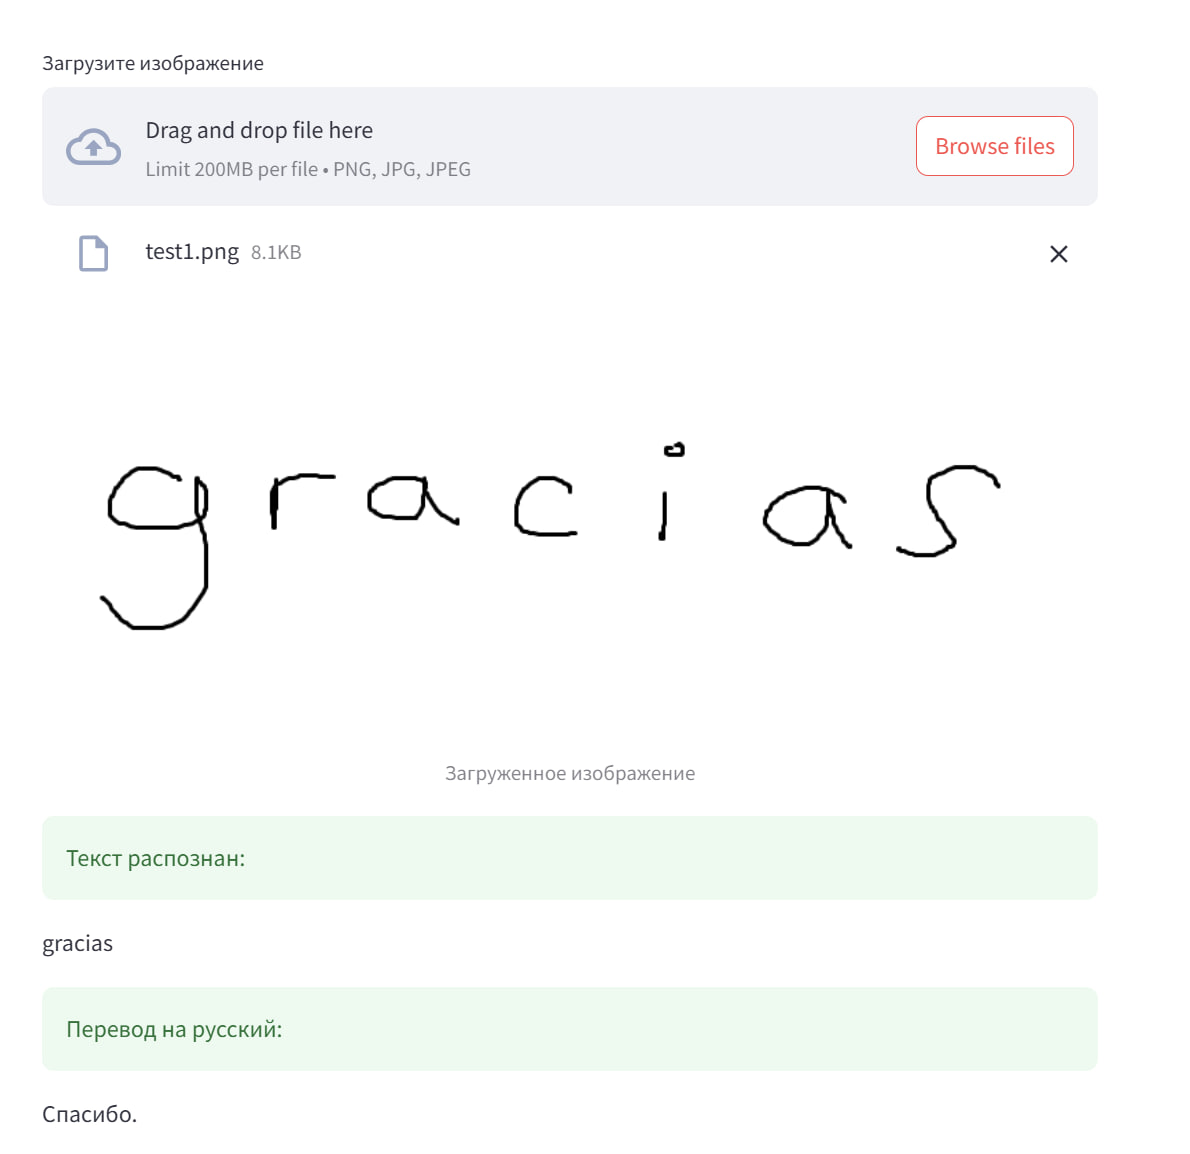 Загрузите изображение
Drag and drop file here
Limit 200MB per file • PNG, JPG, JPEG
Browse files
test1.png 8.1KB
gracias
Загруженное изображение
Текст распознан:
gracias
Перевод на русский:
Спасибо.